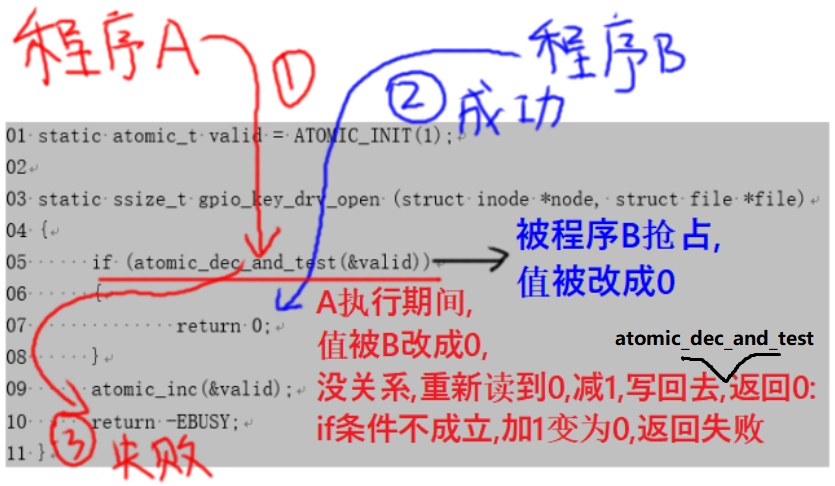 程序A
①
程序B
② 成功
01 static atomic_t valid = ATOMIC_INIT(1);
02
03 static ssize_t gpio_key_drv_open (struct inode *node, struct file *file)
04 {
05 if (atomic_dec_and_test(&valid))
06 {
07 return 0;
08 }
09 atomic_inc(&valid);
10 return -EBUSY;
11 }
被程序B抢占,
值被改成0
A执行期间,
值被B改成0,
atomic_dec_and_test
没关系,重新读到0,减1,写回去,返回0:
if条件不成立,加1变为0,返回失败
③ 失败